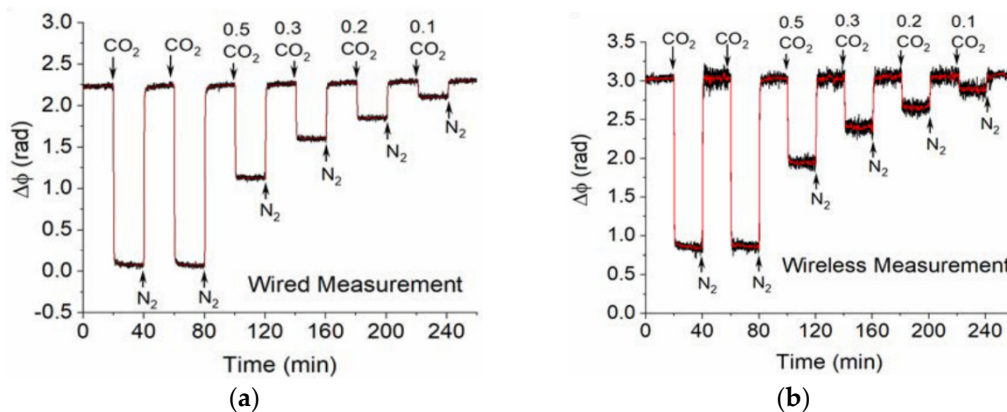 CO2 CO2 0.5 CO2 0.3 CO2 0.2 CO2 0.1 CO2
2.5
2.0
1.5
1.0
0.5
0.0
-0.5
Δϕ (rad)
N2 N2 N2 N2 N2 N2
Wired Measurement
0 40 80 120 160 200 240
Time (min)
(a)
CO2 CO2 0.5 CO2 0.3 CO2 0.2 CO2 0.1 CO2
3.5
3.0
2.5
2.0
1.5
1.0
0.5
0.0
Δϕ (rad)
N2 N2 N2 N2 N2 N2
Wireless Measurement
0 40 80 120 160 200 240
Time (min)
(b)